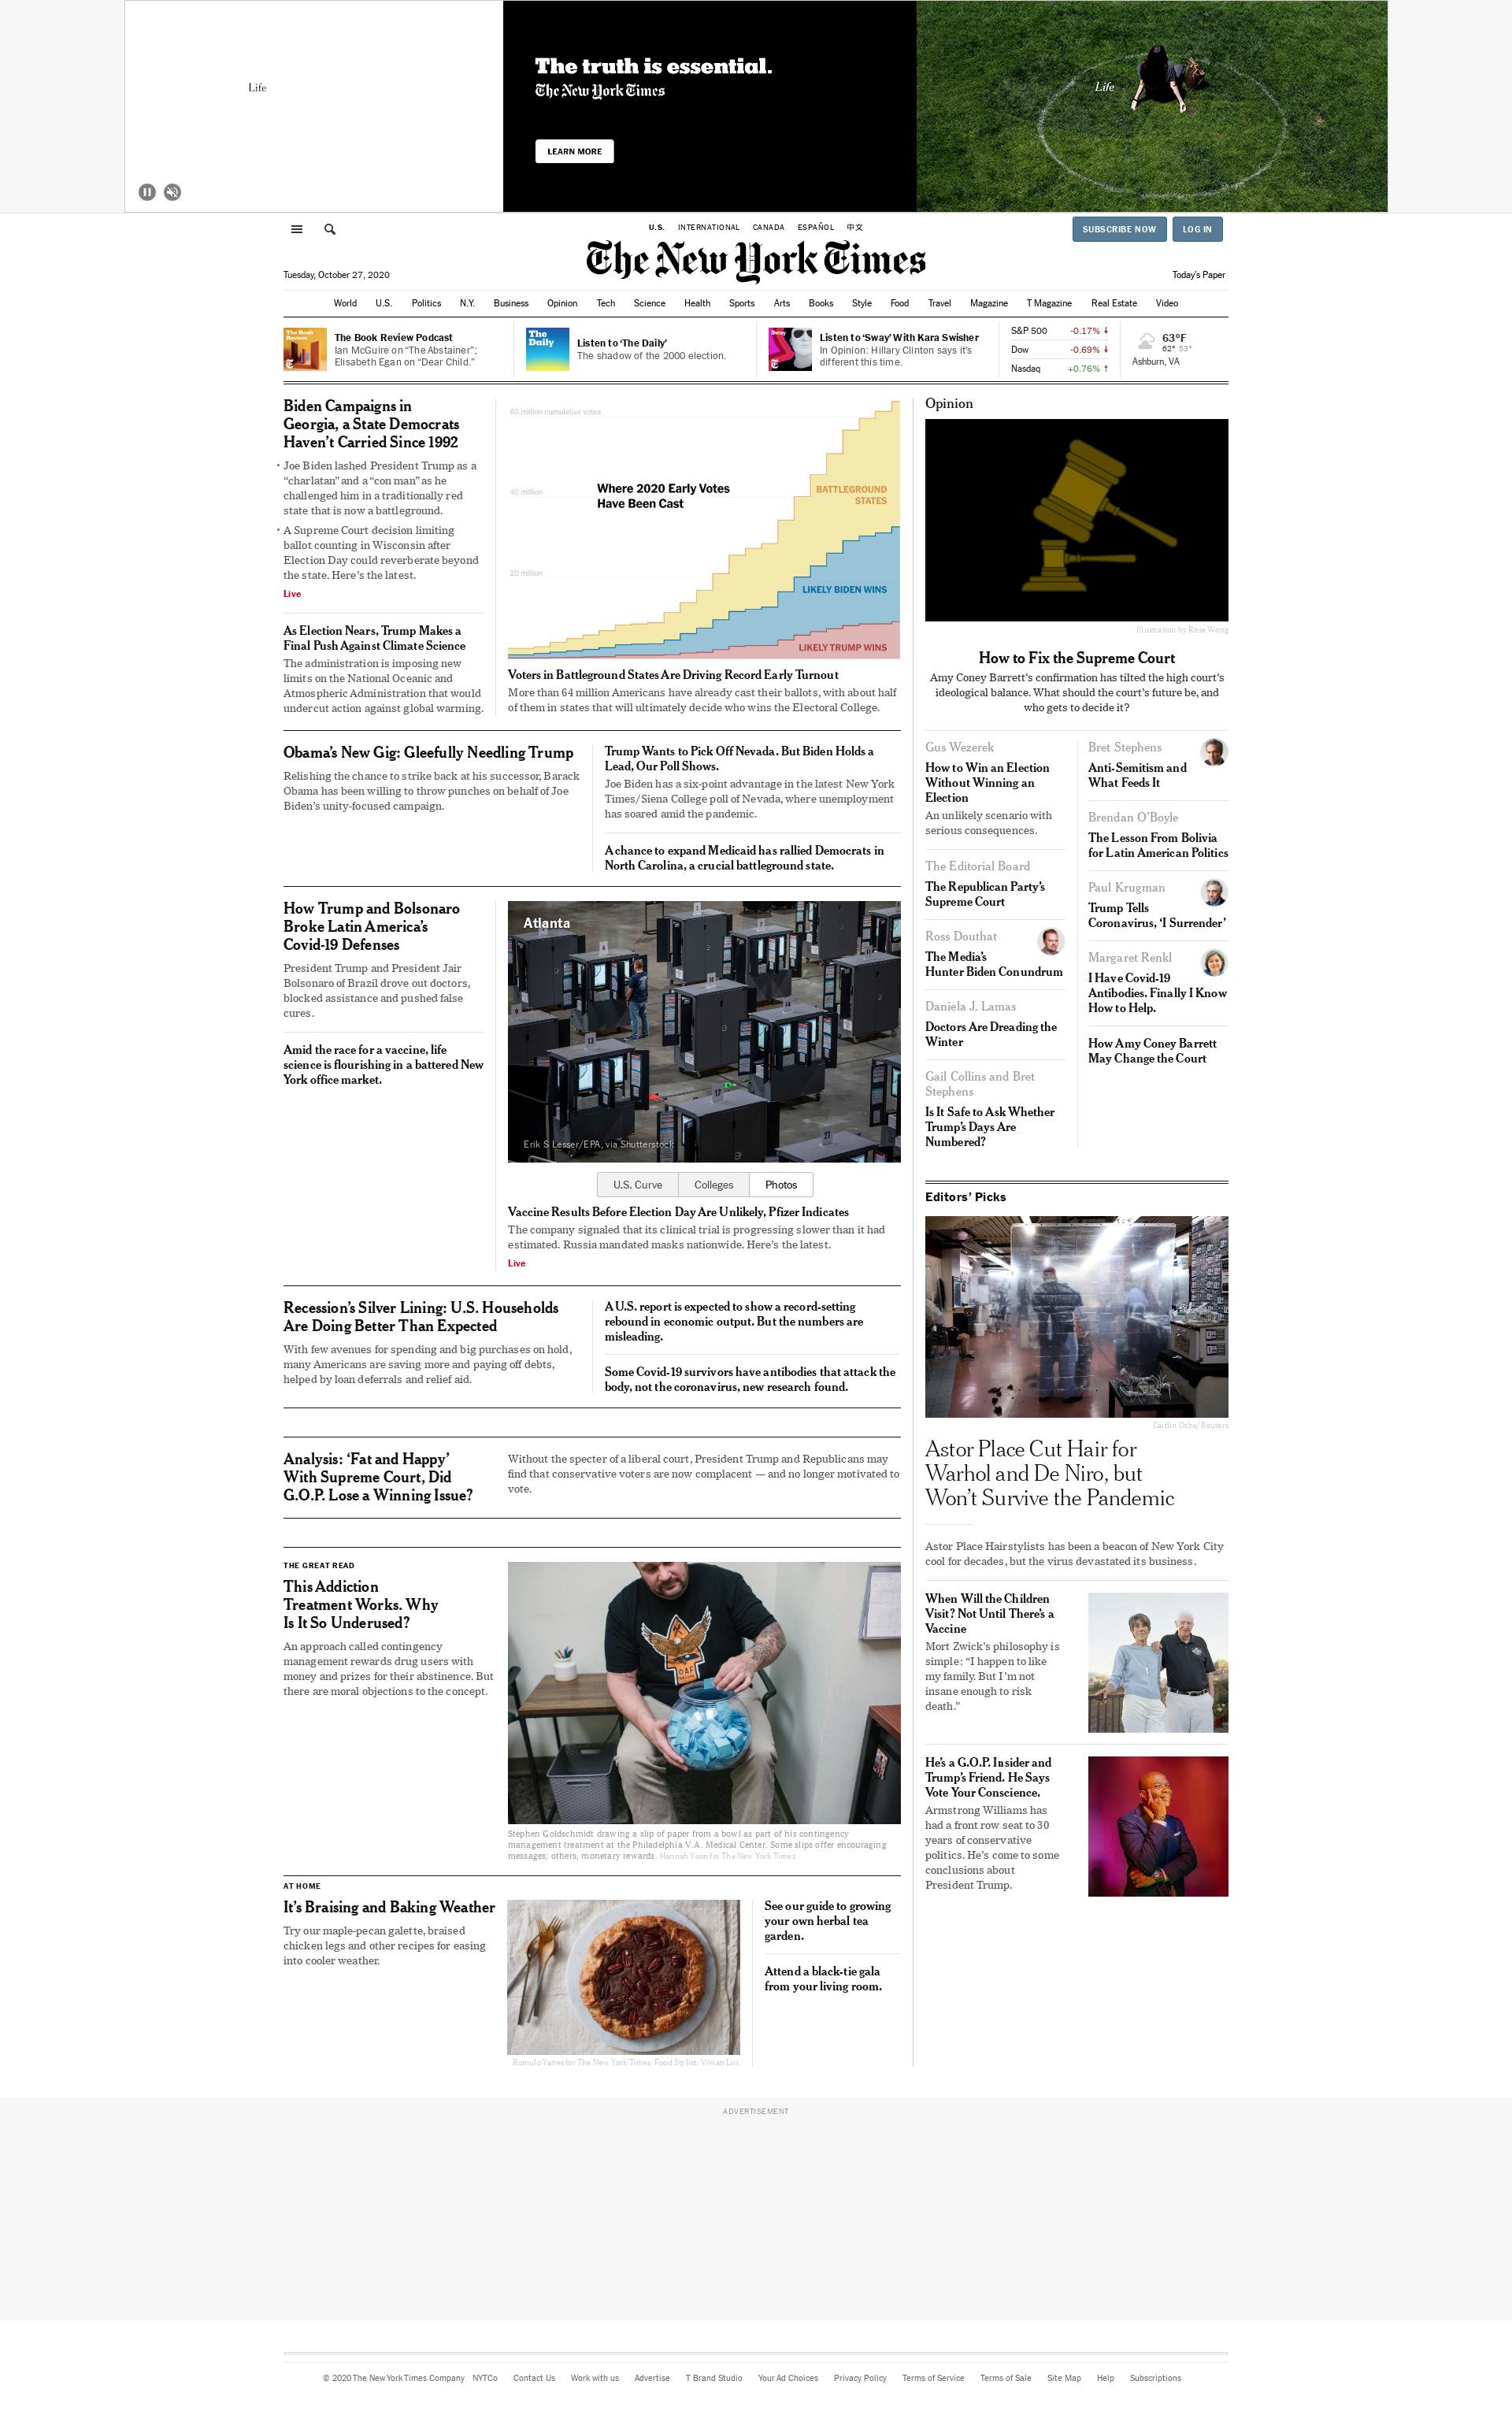 Life
The truth is essential.
The New York Times
LEARN MORE
Life
U.S. INTERNATIONAL CANADA ESPAÑOL 中文
SUBSCRIBE NOW LOG IN
The New York Times
Tuesday, October 27, 2020
Today's Paper
World U.S. Politics N.Y. Business Opinion Tech Science Health Sports Arts Books Style Food Travel Magazine T Magazine Real Estate Video
The Book Review
The Book Review Podcast
Ian McGuire on “The Abstainer”;
Elisabeth Egan on “Dear Child.”
The Daily
Listen to ‘The Daily’
The shadow of the 2000 election.
Sway
Listen to ‘Sway’ With Kara Swisher
In Opinion: Hillary Clinton says it’s
different this time.
S&P 500 -0.17% ↓
Dow -0.69% ↓
Nasdaq +0.76% ↑
63°F
62° 53°
Ashburn, VA
Biden Campaigns in
Georgia, a State Democrats
Haven’t Carried Since 1992
• Joe Biden lashed President Trump as a
“charlatan” and a “con man” as he
challenged him in a traditionally red
state that is now a battleground.
• A Supreme Court decision limiting
ballot counting in Wisconsin after
Election Day could reverberate beyond
the state. Here’s the latest.
Live
As Election Nears, Trump Makes a
Final Push Against Climate Science
The administration is imposing new
limits on the National Oceanic and
Atmospheric Administration that would
undercut action against global warming.
60 million cumulative votes
40 million
20 million
Where 2020 Early Votes
Have Been Cast
BATTLEGROUND
STATES
LIKELY BIDEN WINS
LIKELY TRUMP WINS
Voters in Battleground States Are Driving Record Early Turnout
More than 64 million Americans have already cast their ballots, with about half
of them in states that will ultimately decide who wins the Electoral College.
Obama’s New Gig: Gleefully Needling Trump
Relishing the chance to strike back at his successor, Barack
Obama has been willing to throw punches on behalf of Joe
Biden’s unity-focused campaign.
Trump Wants to Pick Off Nevada. But Biden Holds a
Lead, Our Poll Shows.
Joe Biden has a six-point advantage in the latest New York
Times/Siena College poll of Nevada, where unemployment
has soared amid the pandemic.
A chance to expand Medicaid has rallied Democrats in
North Carolina, a crucial battleground state.
How Trump and Bolsonaro
Broke Latin America’s
Covid-19 Defenses
President Trump and President Jair
Bolsonaro of Brazil drove out doctors,
blocked assistance and pushed false
cures.
Amid the race for a vaccine, life
science is flourishing in a battered New
York office market.
Atlanta
13
17
21
Erik S Lesser/EPA, via Shutterstock
U.S. Curve Colleges Photos
Vaccine Results Before Election Day Are Unlikely, Pfizer Indicates
The company signaled that its clinical trial is progressing slower than it had
estimated. Russia mandated masks nationwide. Here’s the latest.
Live
Recession’s Silver Lining: U.S. Households
Are Doing Better Than Expected
With few avenues for spending and big purchases on hold,
many Americans are saving more and paying off debts,
helped by loan deferrals and relief aid.
A U.S. report is expected to show a record-setting
rebound in economic output. But the numbers are
misleading.
Some Covid-19 survivors have antibodies that attack the
body, not the coronavirus, new research found.
Analysis: ‘Fat and Happy’
With Supreme Court, Did
G.O.P. Lose a Winning Issue?
Without the specter of a liberal court, President Trump and Republicans may
find that conservative voters are now complacent — and no longer motivated to
vote.
THE GREAT READ
This Addiction
Treatment Works. Why
Is It So Underused?
An approach called contingency
management rewards drug users with
money and prizes for their abstinence. But
there are moral objections to the concept.
OAF
Stephen Goldschmidt drawing a slip of paper from a bowl as part of his contingency
management treatment at the Philadelphia V.A. Medical Center. Some slips offer encouraging
messages; others, monetary rewards. Hannah Yoon for The New York Times
AT HOME
It’s Braising and Baking Weather
Try our maple-pecan galette, braised
chicken legs and other recipes for easing
into cooler weather.
Romulo Yanes for The New York Times. Food Stylist: Vivian Lui.
See our guide to growing
your own herbal tea
garden.
Attend a black-tie gala
from your living room.
Opinion
Illustration by Rose Wong
How to Fix the Supreme Court
Amy Coney Barrett’s confirmation has tilted the high court’s
ideological balance. What should the court’s future be, and
who gets to decide it?
Gus Wezerek
How to Win an Election
Without Winning an
Election
An unlikely scenario with
serious consequences.
The Editorial Board
The Republican Party’s
Supreme Court
Ross Douthat
The Media’s
Hunter Biden Conundrum
Daniela J. Lamas
Doctors Are Dreading the
Winter
Gail Collins and Bret
Stephens
Is It Safe to Ask Whether
Trump’s Days Are
Numbered?
Bret Stephens
Anti-Semitism and
What Feeds It
Brendan O’Boyle
The Lesson From Bolivia
for Latin American Politics
Paul Krugman
Trump Tells
Coronavirus, ‘I Surrender’
Margaret Renkl
I Have Covid-19
Antibodies. Finally I Know
How to Help.
How Amy Coney Barrett
May Change the Court
Editors’ Picks
Caitlin Ochs/Reuters
Astor Place Cut Hair for
Warhol and De Niro, but
Won’t Survive the Pandemic
Astor Place Hairstylists has been a beacon of New York City
cool for decades, but the virus devastated its business.
When Will the Children
Visit? Not Until There’s a
Vaccine
Mort Zwick’s philosophy is
simple: “I happen to like
my family. But I’m not
insane enough to risk
death.”
He’s a G.O.P. Insider and
Trump’s Friend. He Says
Vote Your Conscience.
Armstrong Williams has
had a front row seat to 30
years of conservative
politics. He’s come to some
conclusions about
President Trump.
ADVERTISEMENT
© 2020 The New York Times Company NYTCo Contact Us Work with us Advertise T Brand Studio Your Ad Choices Privacy Policy Terms of Service Terms of Sale Site Map Help Subscriptions